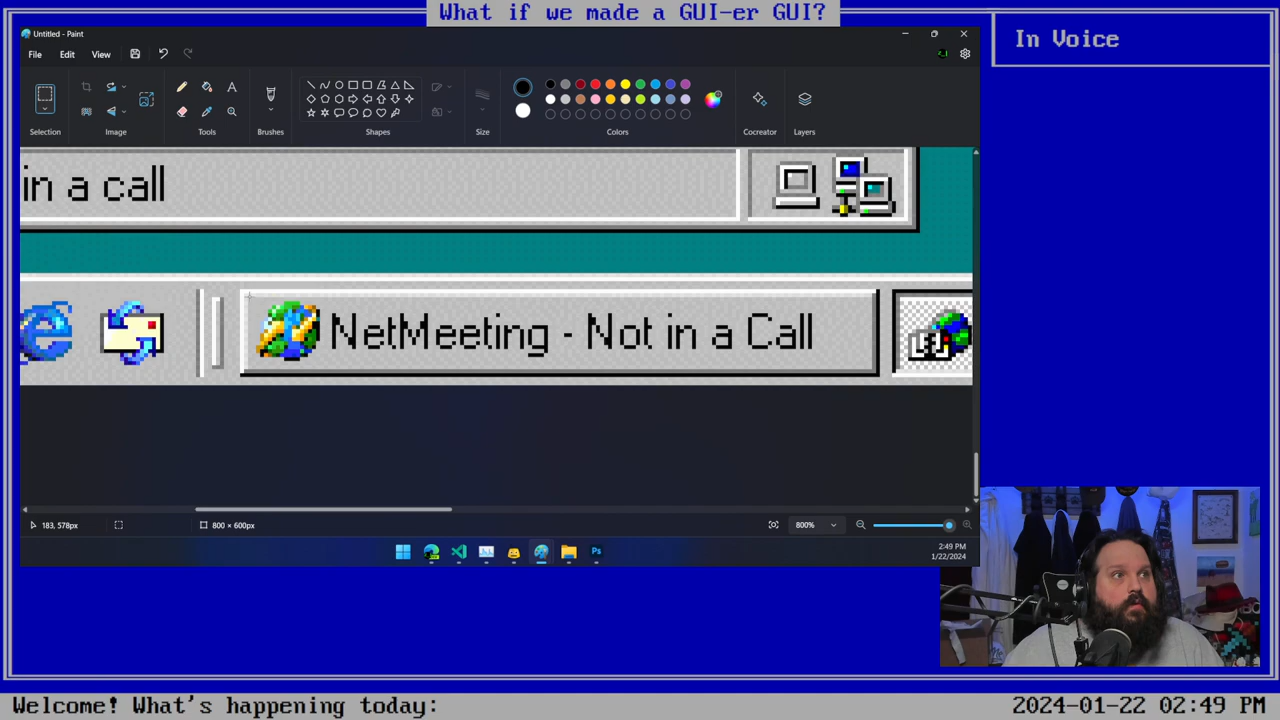 What if we made a GUI-er GUI?
In Voice
Untitled - Paint
File Edit View
Selection Image Tools Brushes Shapes Size Colors Cocreator Layers
in a call
NetMeeting - Not in a Call
183, 578px 800 × 600px 800%
Ps
2:49 PM
1/22/2024
Welcome! What's happening today: 2024-01-22 02:49 PM